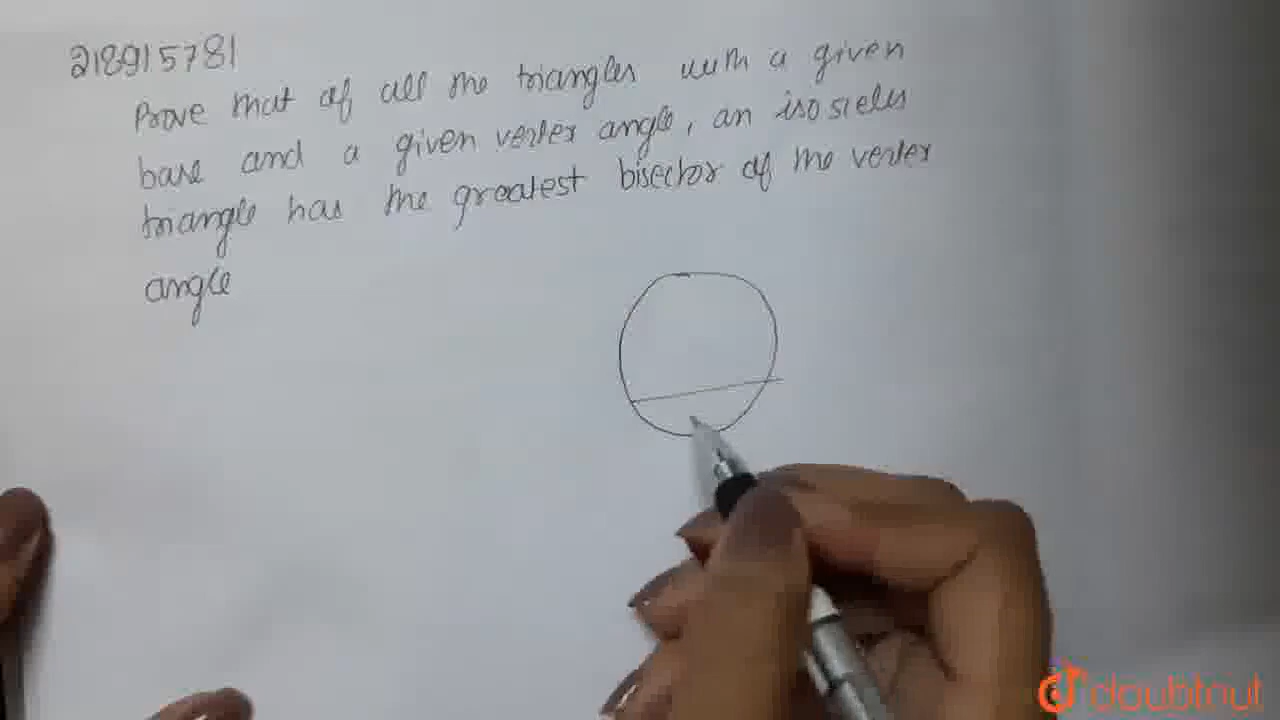 218915781
Prove that of all the triangles with a given
base and a given vertex angle, an isosceles
triangle has the greatest bisector of the vertex
angle
doubtnut